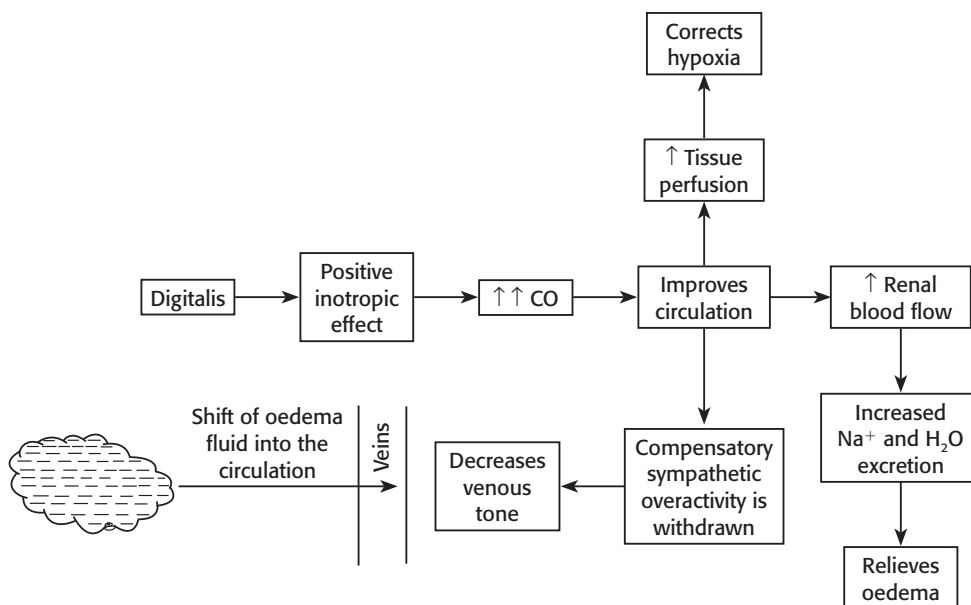 Corrects
hypoxia
↑ Tissue
perfusion
Digitalis
Positive
inotropic
effect
↑ ↑ CO
Improves
circulation
↑ Renal
blood flow
Shift of oedema
fluid into the
circulation
Veins
Decreases
venous
tone
Compensatory
sympathetic
overactivity is
withdrawn
Increased
Na⁺ and H₂O
excretion
Relieves
oedema